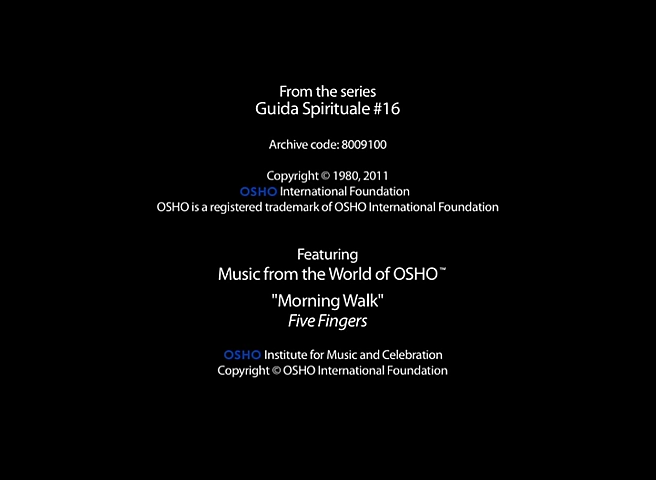 From the series
Guida Spirituale #16
Archive code: 8009100
Copyright © 1980, 2011
OSHO International Foundation
OSHO is a registered trademark of OSHO International Foundation
Featuring
Music from the World of OSHO™
"Morning Walk"
Five Fingers
OSHO Institute for Music and Celebration
Copyright © OSHO International Foundation